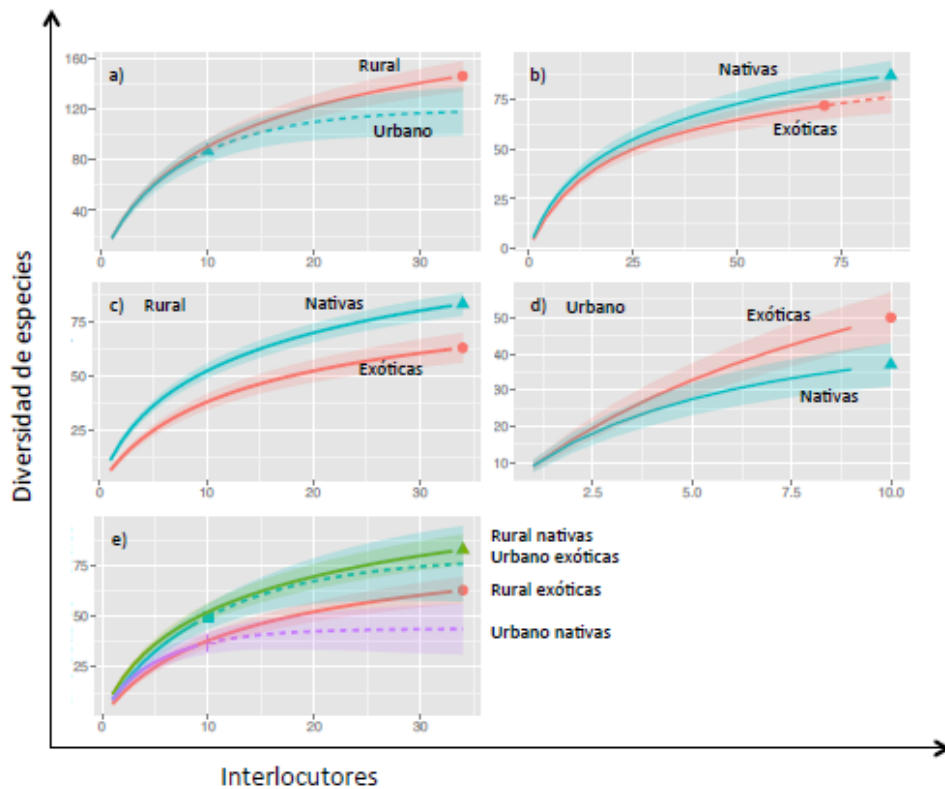 Diversidad de especies
a)
Rural
Urbano
160
120
80
40
0
10
20
30
b)
Nativas
Exóticas
75
50
25
0
0
25
50
75
c)
Rural
Nativas
Exóticas
75
50
25
0
10
20
30
d)
Urbano
Exóticas
Nativas
50
40
30
20
10
2.5
5.0
7.5
10.0
e)
75
50
25
0
10
20
30
Rural nativas
Urbano exóticas
Rural exóticas
Urbano nativas
Interlocutores